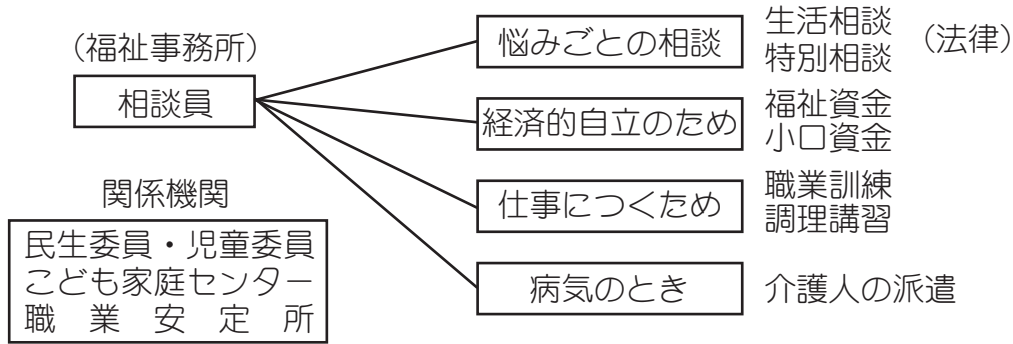 (福祉事務所)
相談員
関係機関
民生委員・児童委員
こども家庭センター
職業安定所
悩みごとの相談
生活相談
特別相談
(法律)
経済的自立のため
福祉資金
小口資金
仕事につくため
職業訓練
調理講習
病気のとき
介護人の派遣